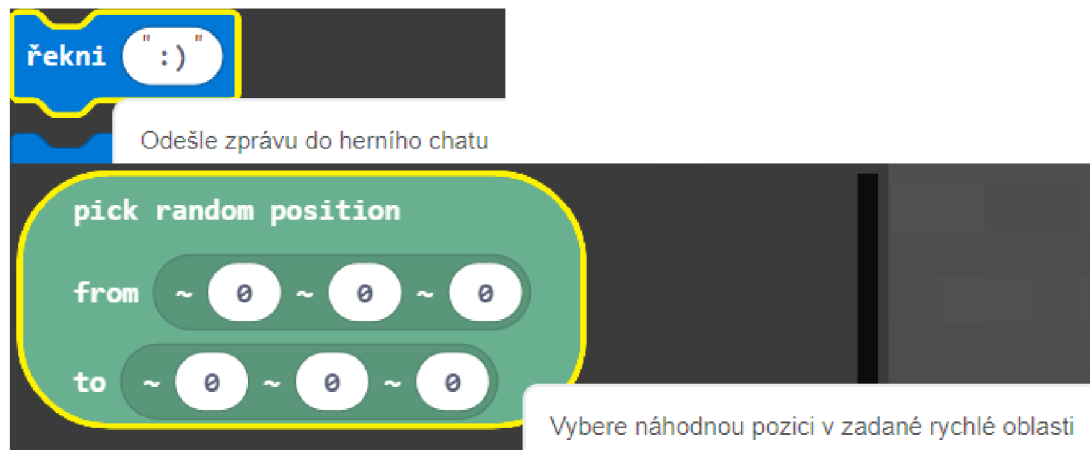 řekni ":)"
Odešle zprávu do herního chatu
pick random position
from ~ 0 ~ 0 ~ 0
to ~ 0 ~ 0 ~ 0
Vybere náhodnou pozici v zadané rychlé oblasti